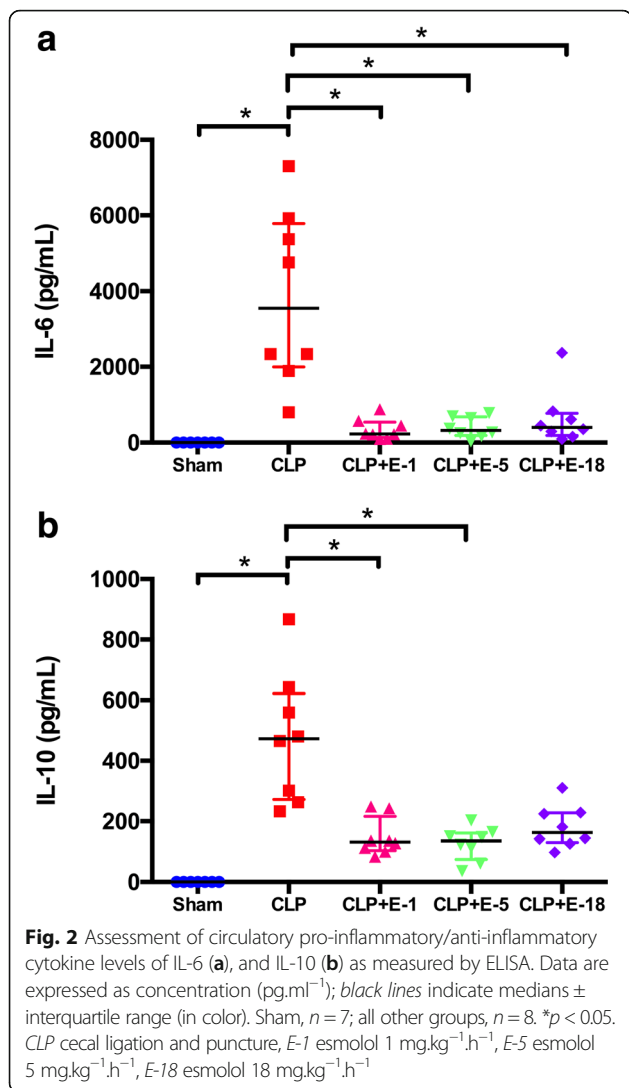 a
*
*
*
*
8000
6000
4000
2000
0
IL-6 (pg/mL)
Sham CLP CLP+E-1 CLP+E-5 CLP+E-18
b
*
*
*
1000
800
600
400
200
0
IL-10 (pg/mL)
Sham CLP CLP+E-1 CLP+E-5 CLP+E-18
Fig. 2 Assessment of circulatory pro-inflammatory/anti-inflammatory
cytokine levels of IL-6 (a), and IL-10 (b) as measured by ELISA. Data are
expressed as concentration (pg.ml⁻¹); black lines indicate medians ±
interquartile range (in color). Sham, n = 7; all other groups, n = 8. *p < 0.05.
CLP cecal ligation and puncture, E-1 esmolol 1 mg.kg⁻¹.h⁻¹, E-5 esmolol
5 mg.kg⁻¹.h⁻¹, E-18 esmolol 18 mg.kg⁻¹.h⁻¹